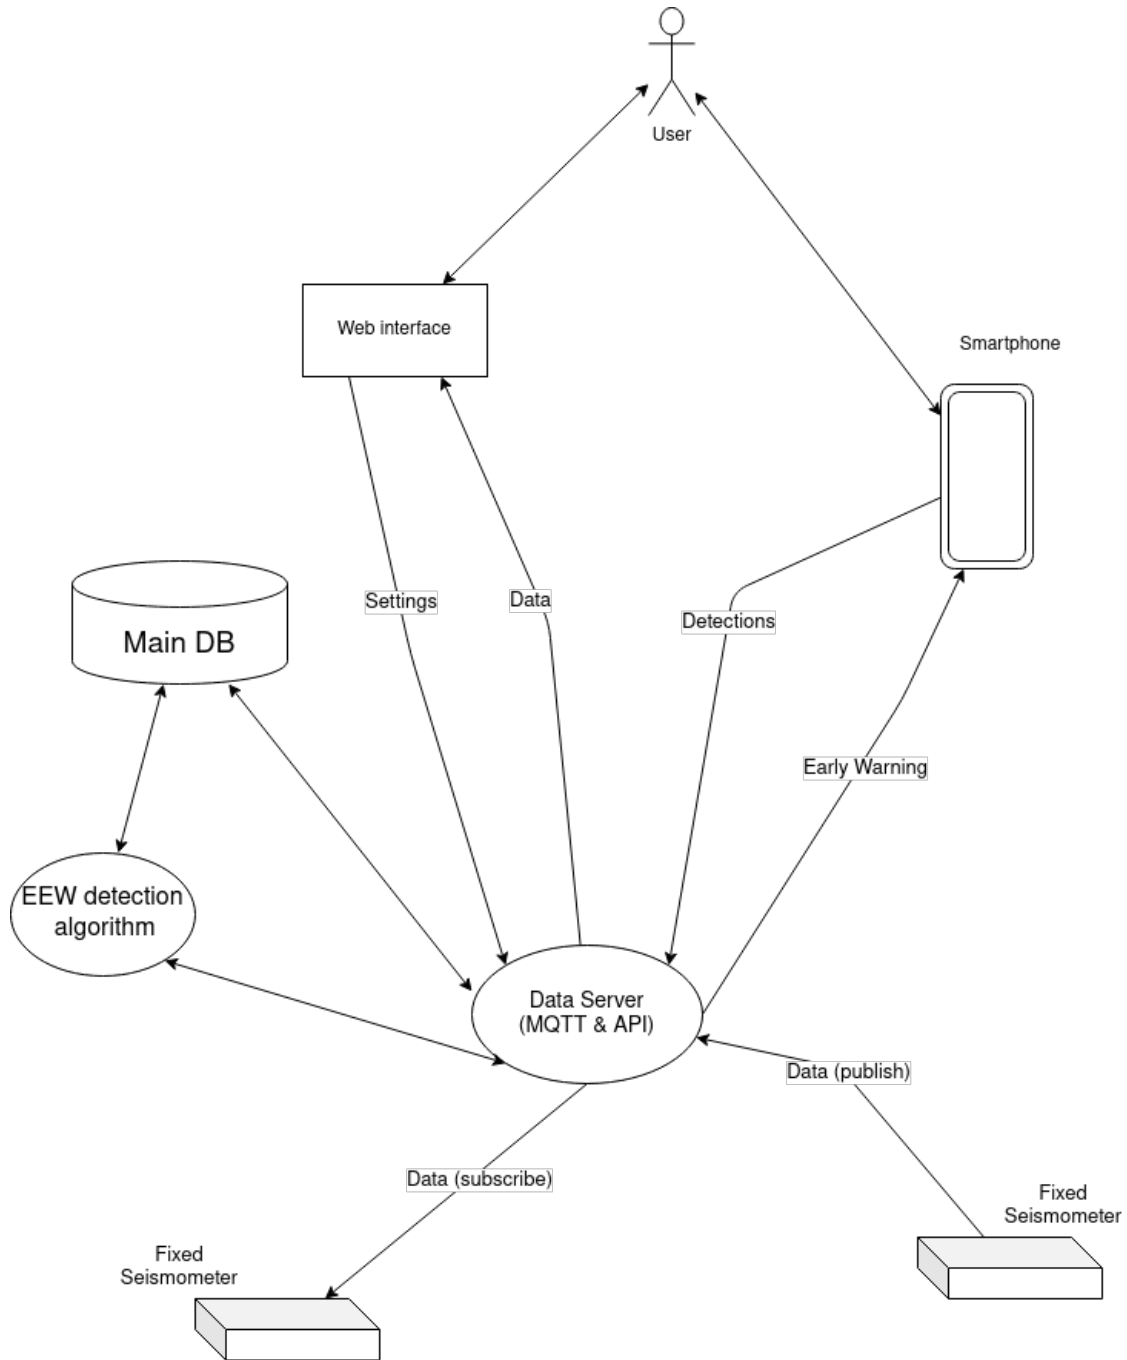 User
Web interface
Smartphone
Settings
Data
Detections
Main DB
Early Warning
EEW detection
algorithm
Data Server
(MQTT & API)
Data (publish)
Data (subscribe)
Fixed
Seismometer
Fixed
Seismometer